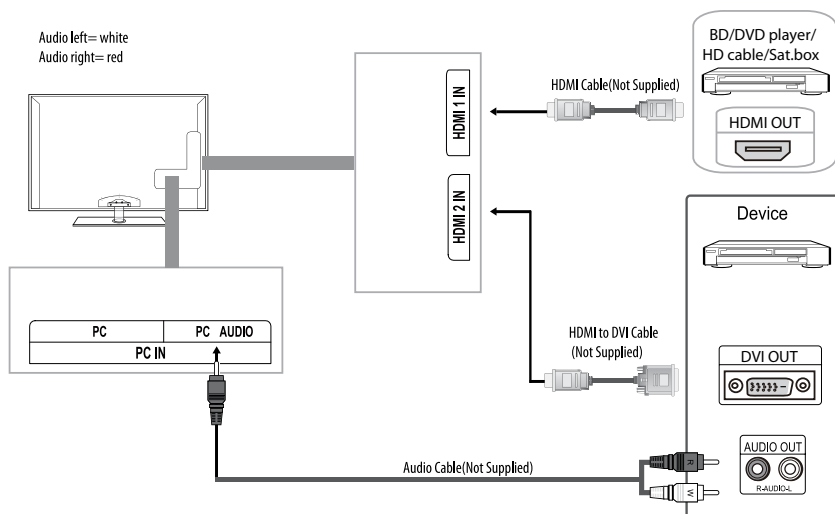 Audio left= white
Audio right= red
HDMI 1 IN
HDMI 2 IN
HDMI Cable(Not Supplied)
BD/DVD player/
HD cable/Sat.box
HDMI OUT
Device
HDMI to DVI Cable
(Not Supplied)
DVI OUT
PC
PC AUDIO
PC IN
Audio Cable(Not Supplied)
R
W
AUDIO OUT
R-AUDIO-L